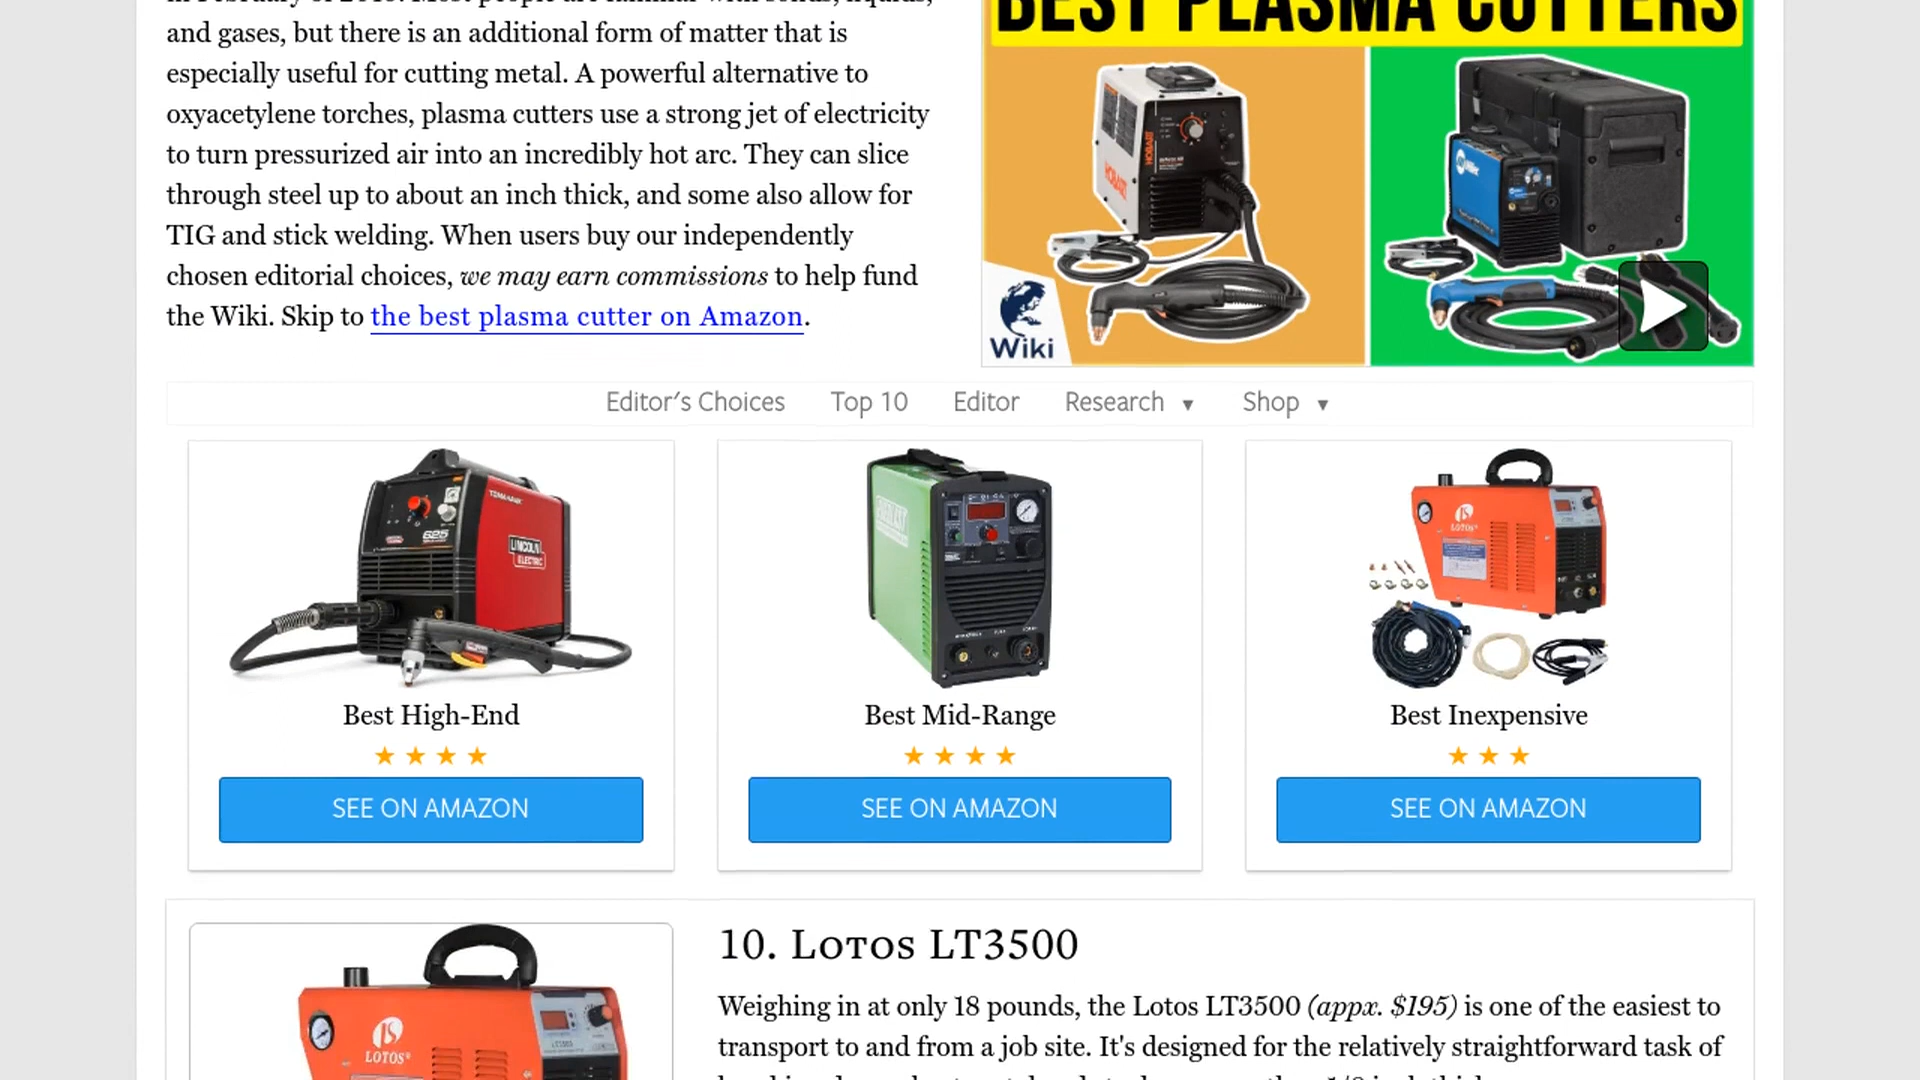 and gases, but there is an additional form of matter that is
especially useful for cutting metal. A powerful alternative to
oxyacetylene torches, plasma cutters use a strong jet of electricity
to turn pressurized air into an incredibly hot arc. They can slice
through steel up to about an inch thick, and some also allow for
TIG and stick welding. When users buy our independently
chosen editorial choices, we may earn commissions to help fund
the Wiki. Skip to the best plasma cutter on Amazon.
BEST PLASMA CUTTERS
HOBART
HOBART
Wiki
Editor's Choices
Top 10
Editor
Research ▼
Shop ▼
625
LINCOLN
ELECTRIC
Best High-End
★ ★ ★ ★
SEE ON AMAZON
Best Mid-Range
★ ★ ★ ★
SEE ON AMAZON
LOTOS
Best Inexpensive
★ ★ ★
SEE ON AMAZON
LOTOS
10. Lotos LT3500
Weighing in at only 18 pounds, the Lotos LT3500 (appx. $195) is one of the easiest to
transport to and from a job site. It's designed for the relatively straightforward task of